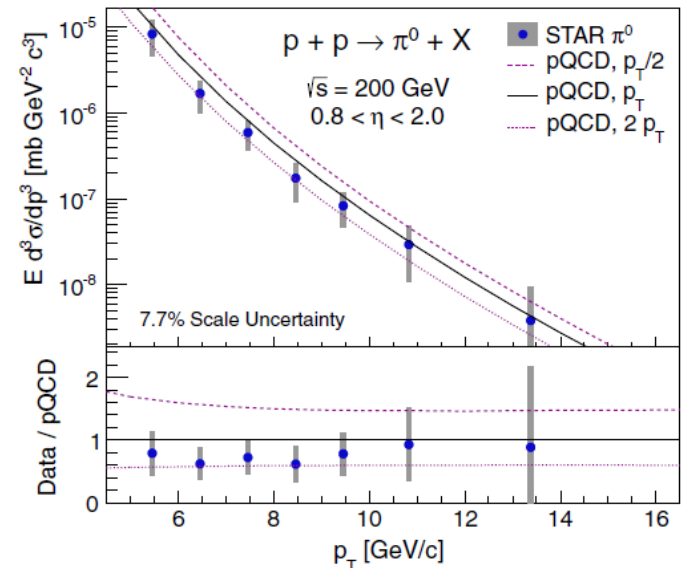 p + p → π⁰ + X
√s = 200 GeV
0.8 < η < 2.0
STAR π⁰
pQCD, p_T/2
pQCD, p_T
pQCD, 2 p_T
E d³σ/dp³ [mb GeV⁻² c³]
10⁻⁵
10⁻⁶
10⁻⁷
10⁻⁸
7.7% Scale Uncertainty
Data / pQCD
2
1
0
6 8 10 12 14 16
p_T [GeV/c]